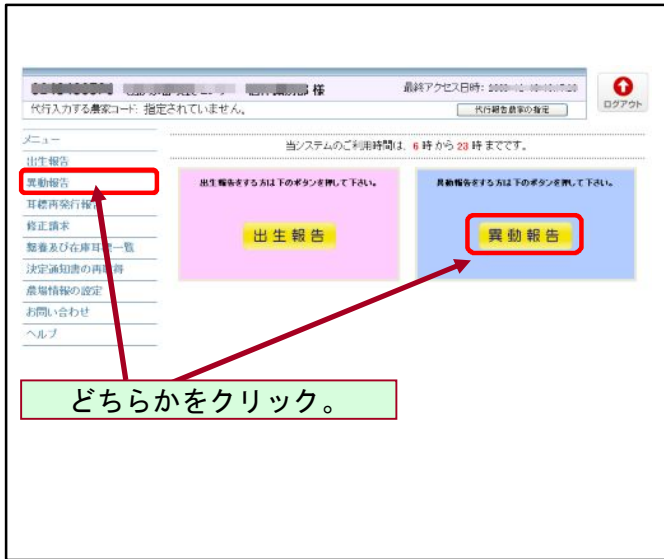 様
最終アクセス日時:
ログアウト
代行入力する農家コード: 指定されていません。
代行報告農家の指定
メニュー
当システムのご利用時間は、6 時 から 23 時 までです。
出生報告
異動報告
出生報告をする方は下のボタンを押して下さい。
異動報告をする方は下のボタンを押して下さい。
耳標再発行報告
修正請求
出生報告
異動報告
繋養及び在庫耳標一覧
決定通知書の再取得
農場情報の設定
お問い合わせ
ヘルプ
どちらかをクリック。